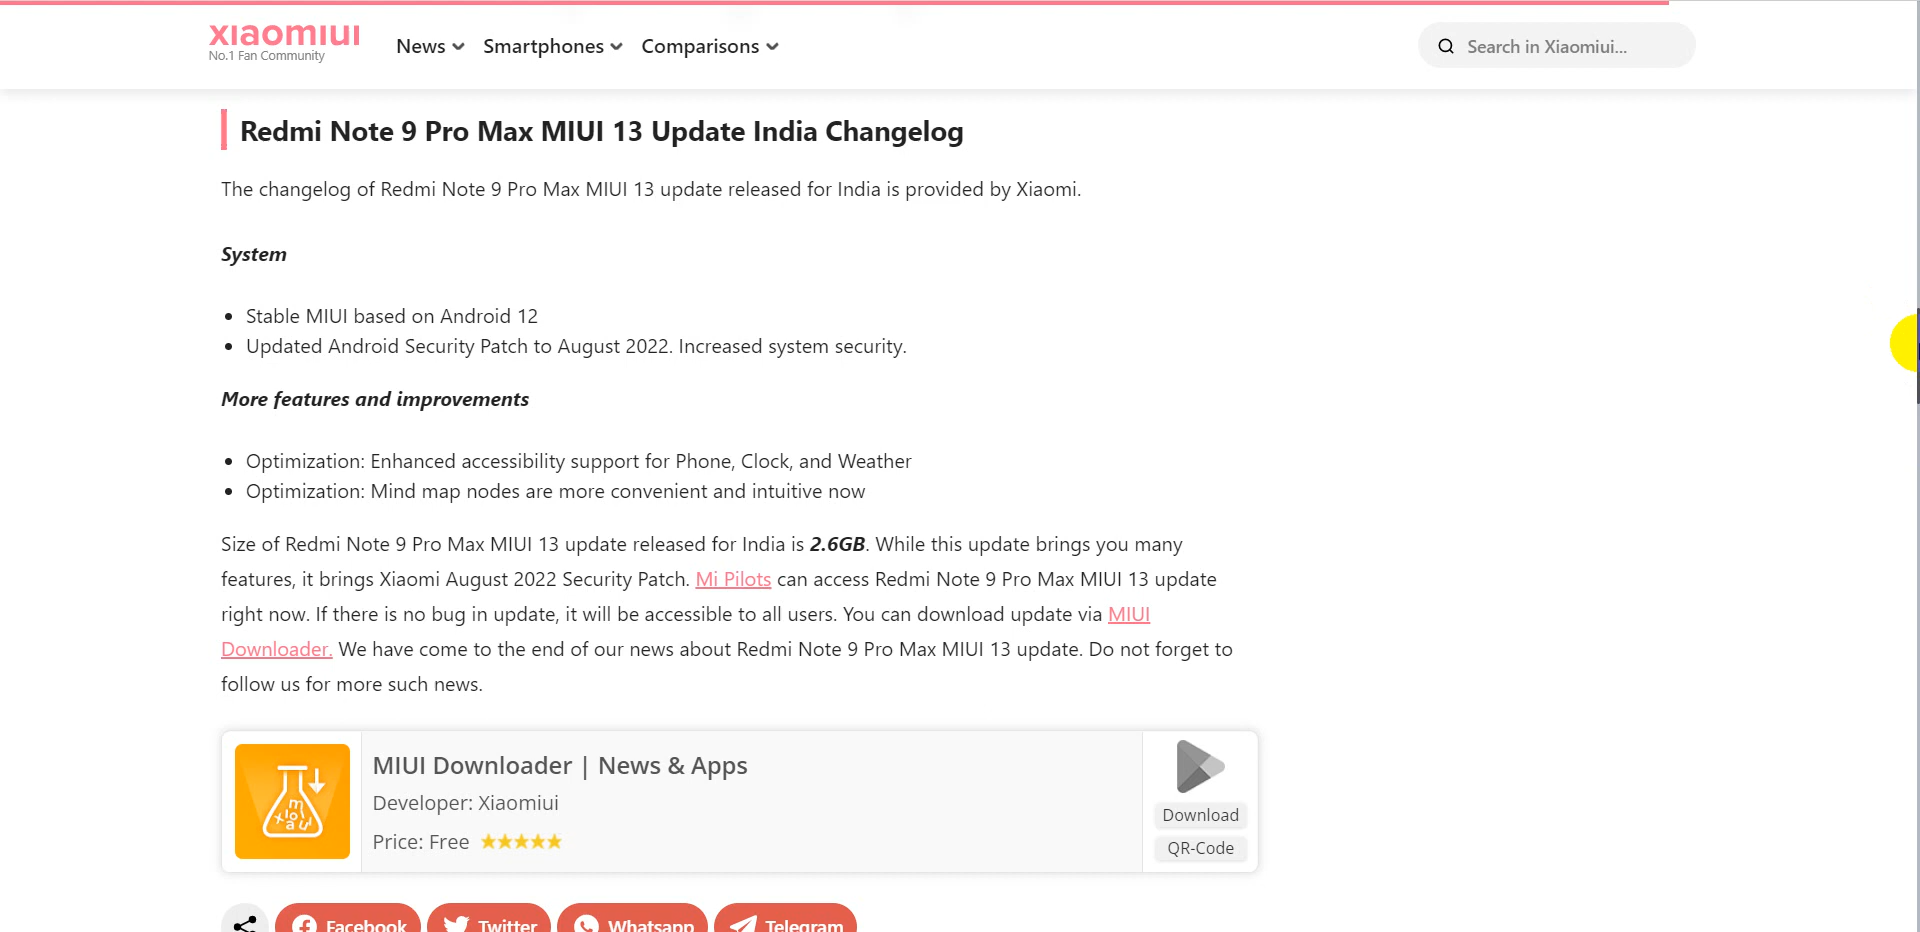 xiaomiui
No.1 Fan Community
News
Smartphones
Comparisons
Search in Xiaomiui...
Redmi Note 9 Pro Max MIUI 13 Update India Changelog
The changelog of Redmi Note 9 Pro Max MIUI 13 update released for India is provided by Xiaomi.
System
Stable MIUI based on Android 12
Updated Android Security Patch to August 2022. Increased system security.
More features and improvements
Optimization: Enhanced accessibility support for Phone, Clock, and Weather
Optimization: Mind map nodes are more convenient and intuitive now
Size of Redmi Note 9 Pro Max MIUI 13 update released for India is 2.6GB. While this update brings you many
features, it brings Xiaomi August 2022 Security Patch. Mi Pilots can access Redmi Note 9 Pro Max MIUI 13 update
right now. If there is no bug in update, it will be accessible to all users. You can download update via MIUI
Downloader. We have come to the end of our news about Redmi Note 9 Pro Max MIUI 13 update. Do not forget to
follow us for more such news.
xiaomiui
MIUI Downloader | News & Apps
Developer: Xiaomiui
Price: Free
Download
QR-Code
Facebook
Twitter
Whatsapp
Telegram